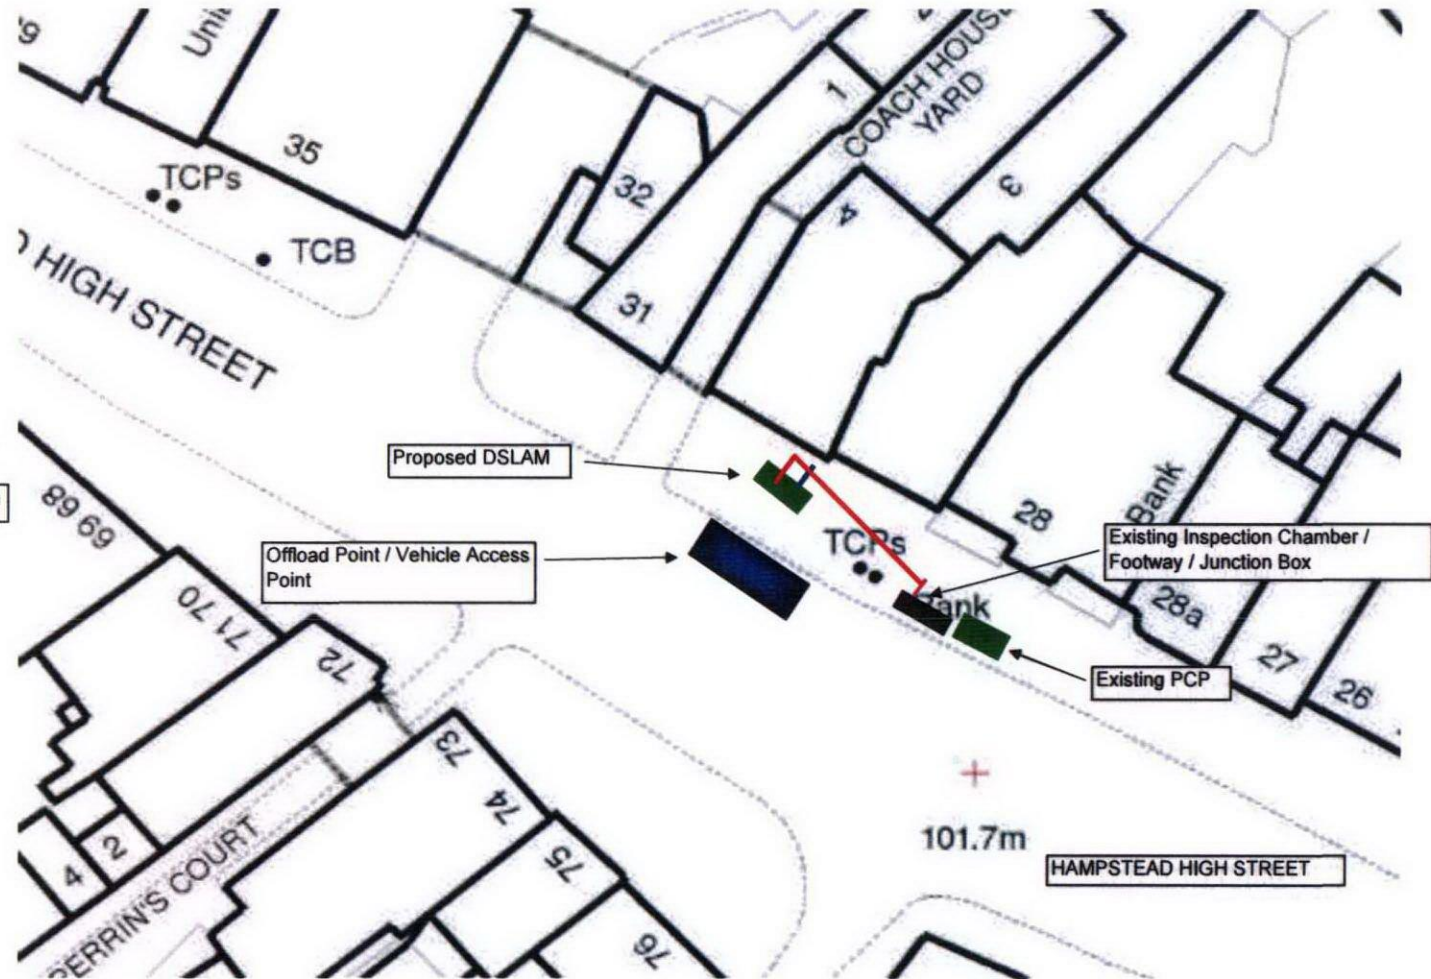 Uni
35
TCPs
TCB
D HIGH STREET
32
31
1
COACH HOUSE
YARD
4
3
Proposed DSLAM
Offload Point / Vehicle Access
Point
TCPs
Bank
28
Bank
Existing Inspection Chamber /
Footway / Junction Box
28a
27
26
Existing PCP
69 68
71 70
72
73
74
75
76
2
4
PERRIN'S COURT
101.7m
HAMPSTEAD HIGH STREET